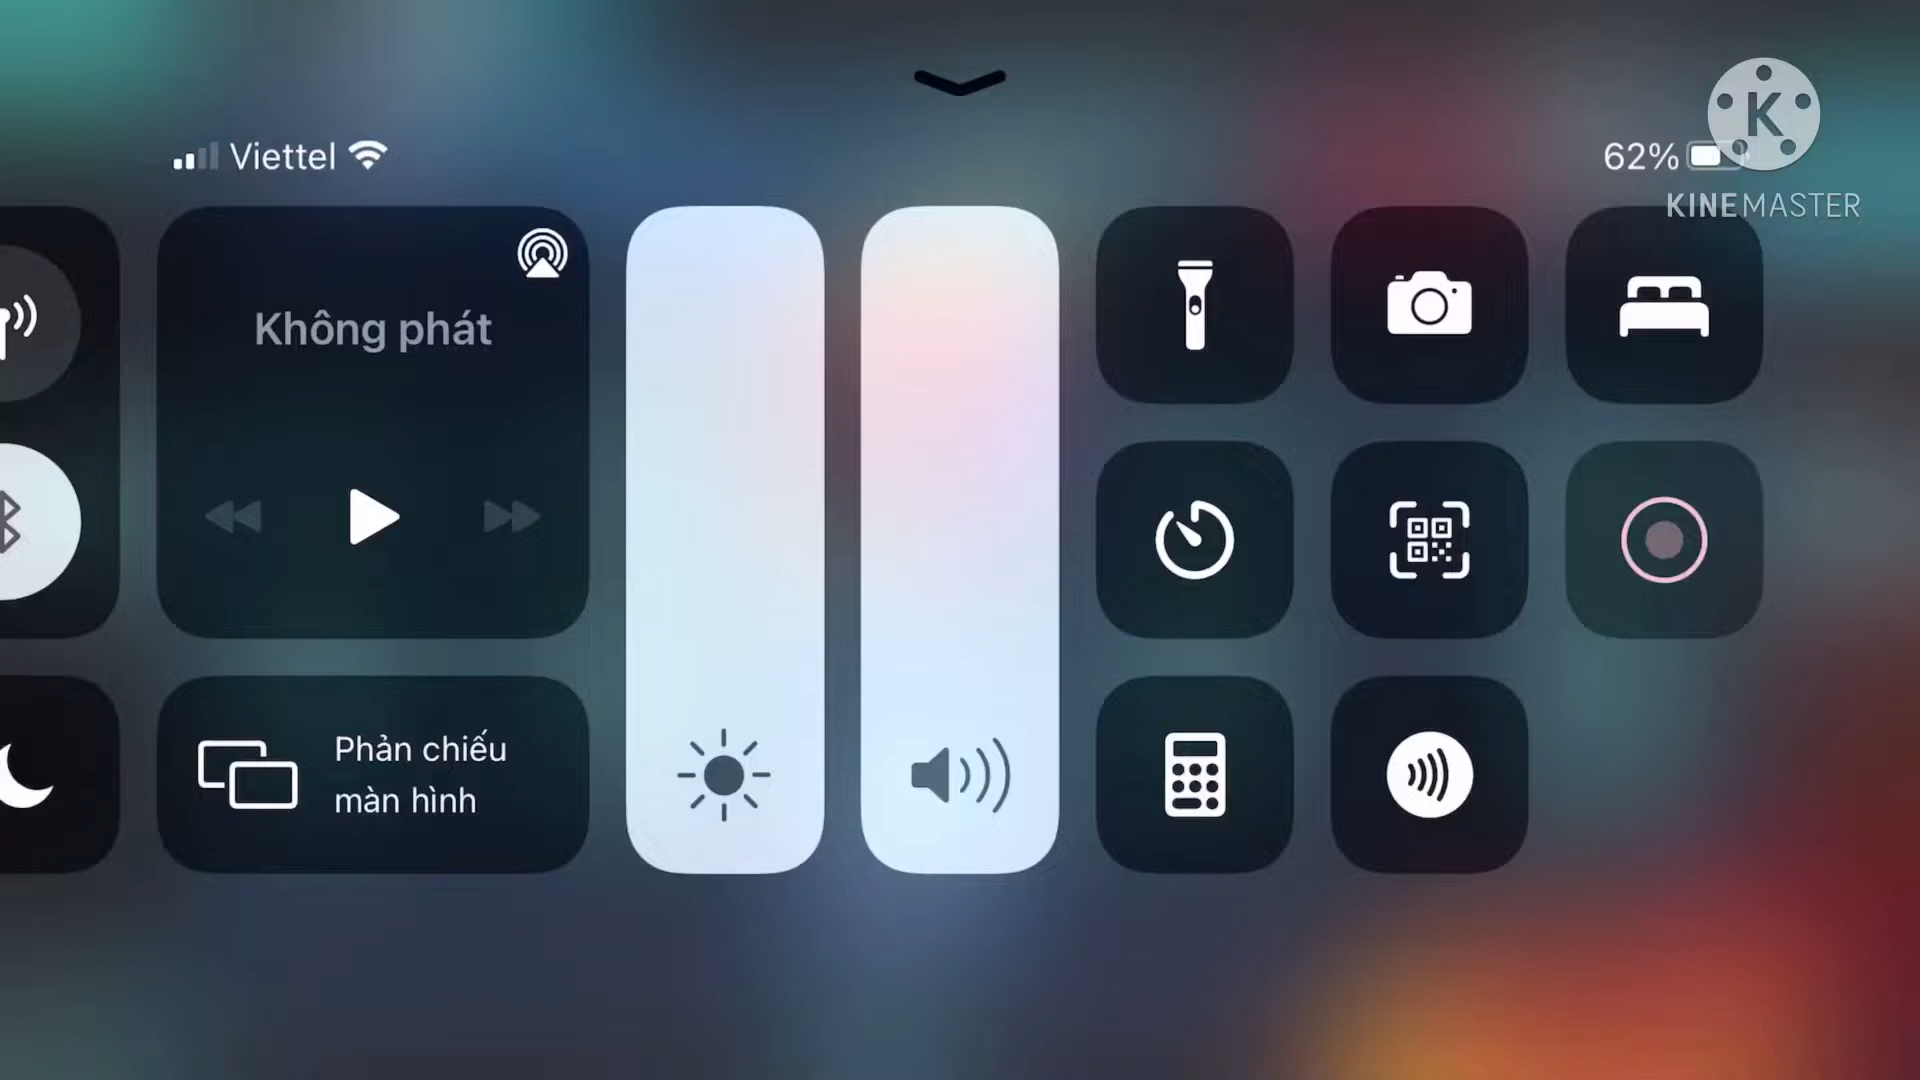 Viettel
62%
K
KINEMASTER
Không phát
Phản chiếu
màn hình